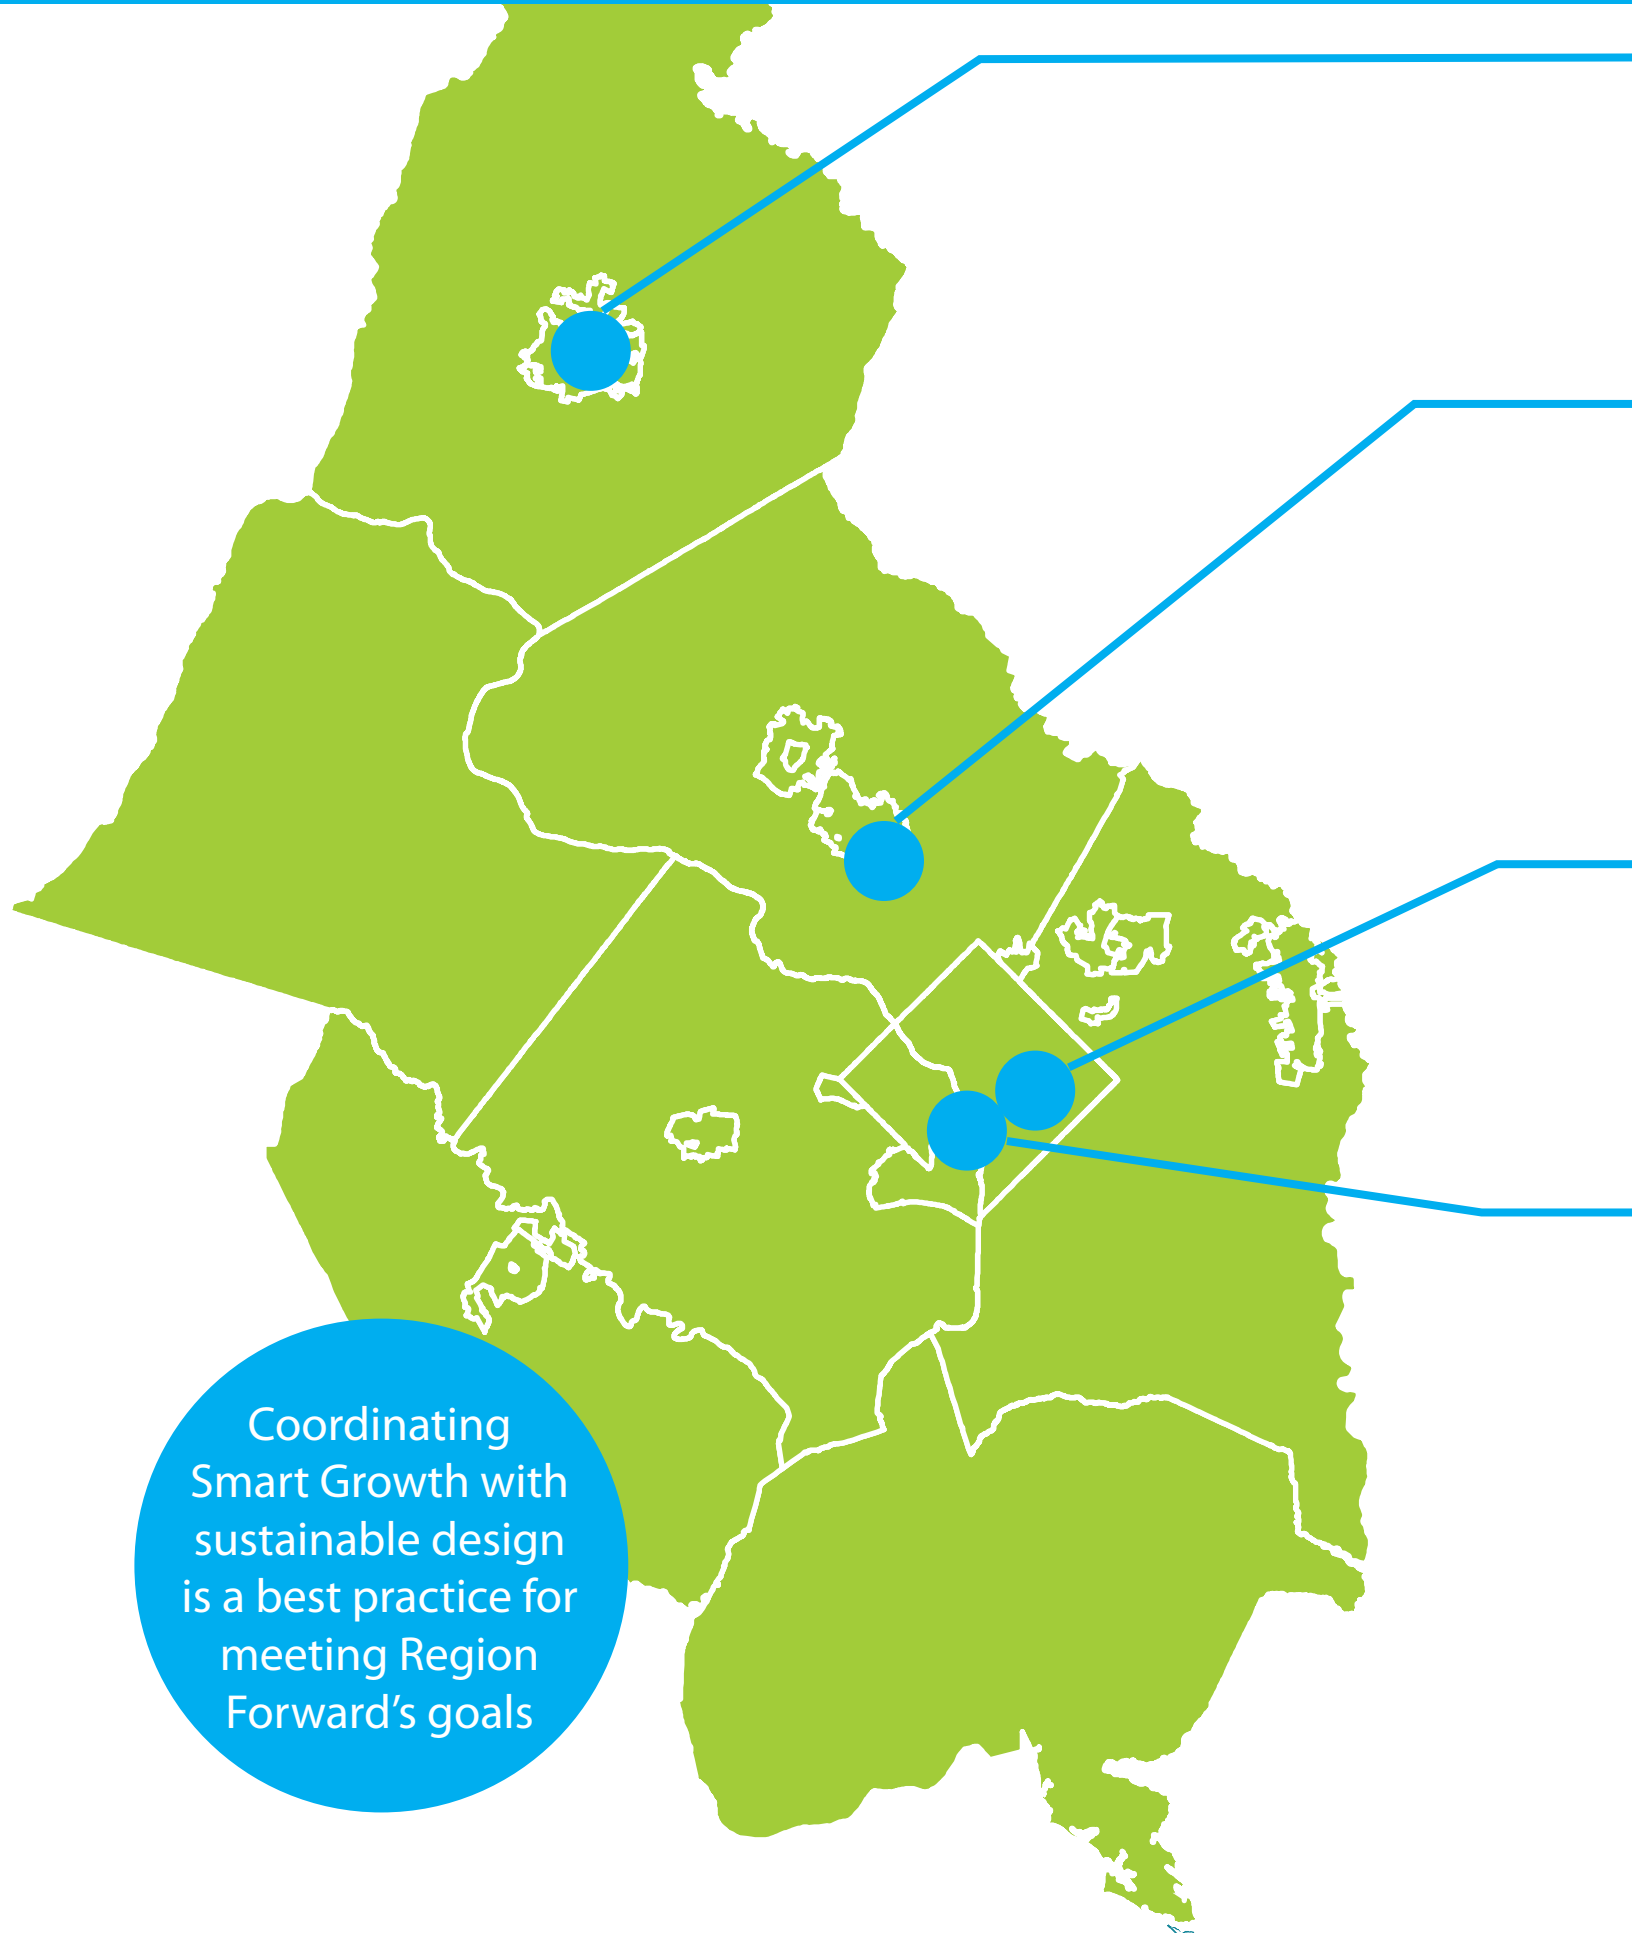 Coordinating
Smart Growth with
sustainable design
is a best practice for
meeting Region
Forward’s goals